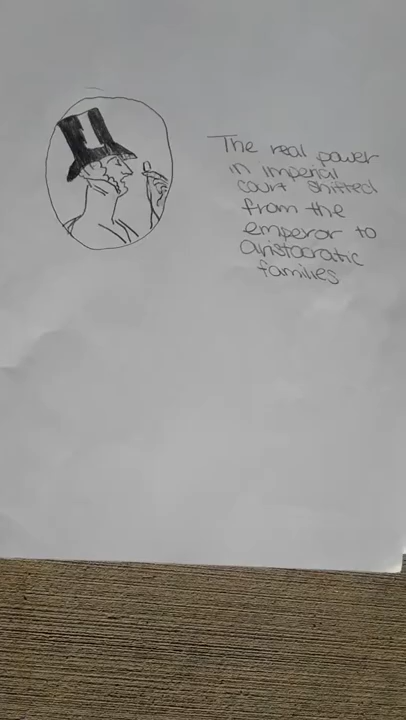 The real power
in imperial
court shifted
from the
emperor to
aristocratic
families